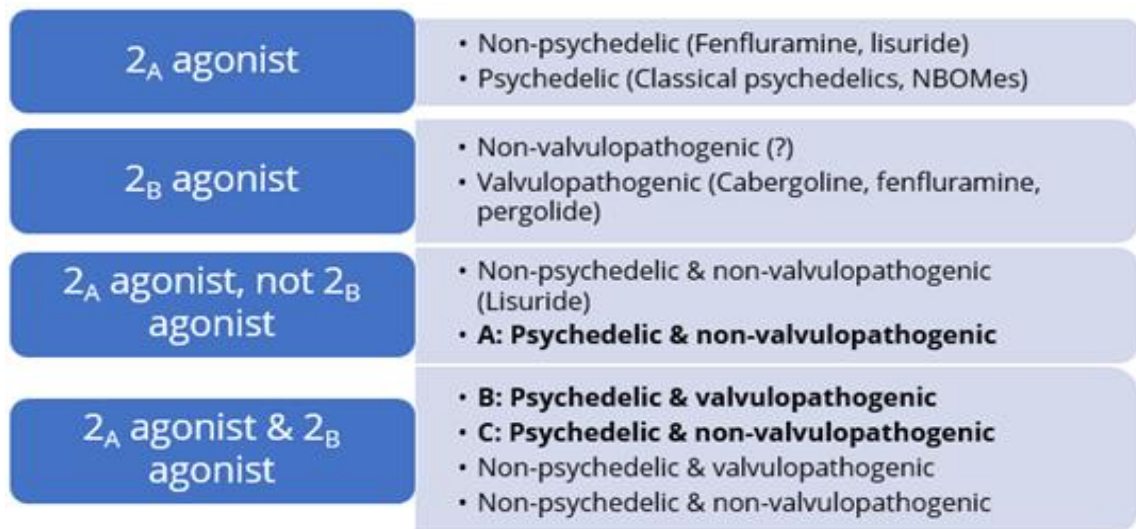 2A agonist
• Non-psychedelic (Fenfluramine, lisuride)
• Psychedelic (Classical psychedelics, NBOMes)
2B agonist
• Non-valvulopathogenic (?)
• Valvulopathogenic (Cabergoline, fenfluramine,
pergolide)
2A agonist, not 2B
agonist
• Non-psychedelic & non-valvulopathogenic
(Lisuride)
• A: Psychedelic & non-valvulopathogenic
2A agonist & 2B
agonist
• B: Psychedelic & valvulopathogenic
• C: Psychedelic & non-valvulopathogenic
• Non-psychedelic & valvulopathogenic
• Non-psychedelic & non-valvulopathogenic